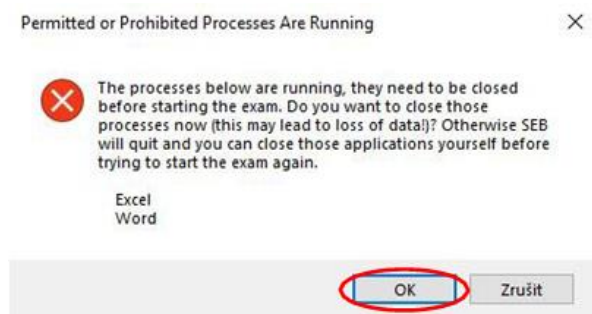 Permitted or Prohibited Processes Are Running
The processes below are running, they need to be closed
before starting the exam. Do you want to close those
processes now (this may lead to loss of data!)? Otherwise SEB
will quit and you can close those applications yourself before
trying to start the exam again.
Excel
Word
OK Zrušit